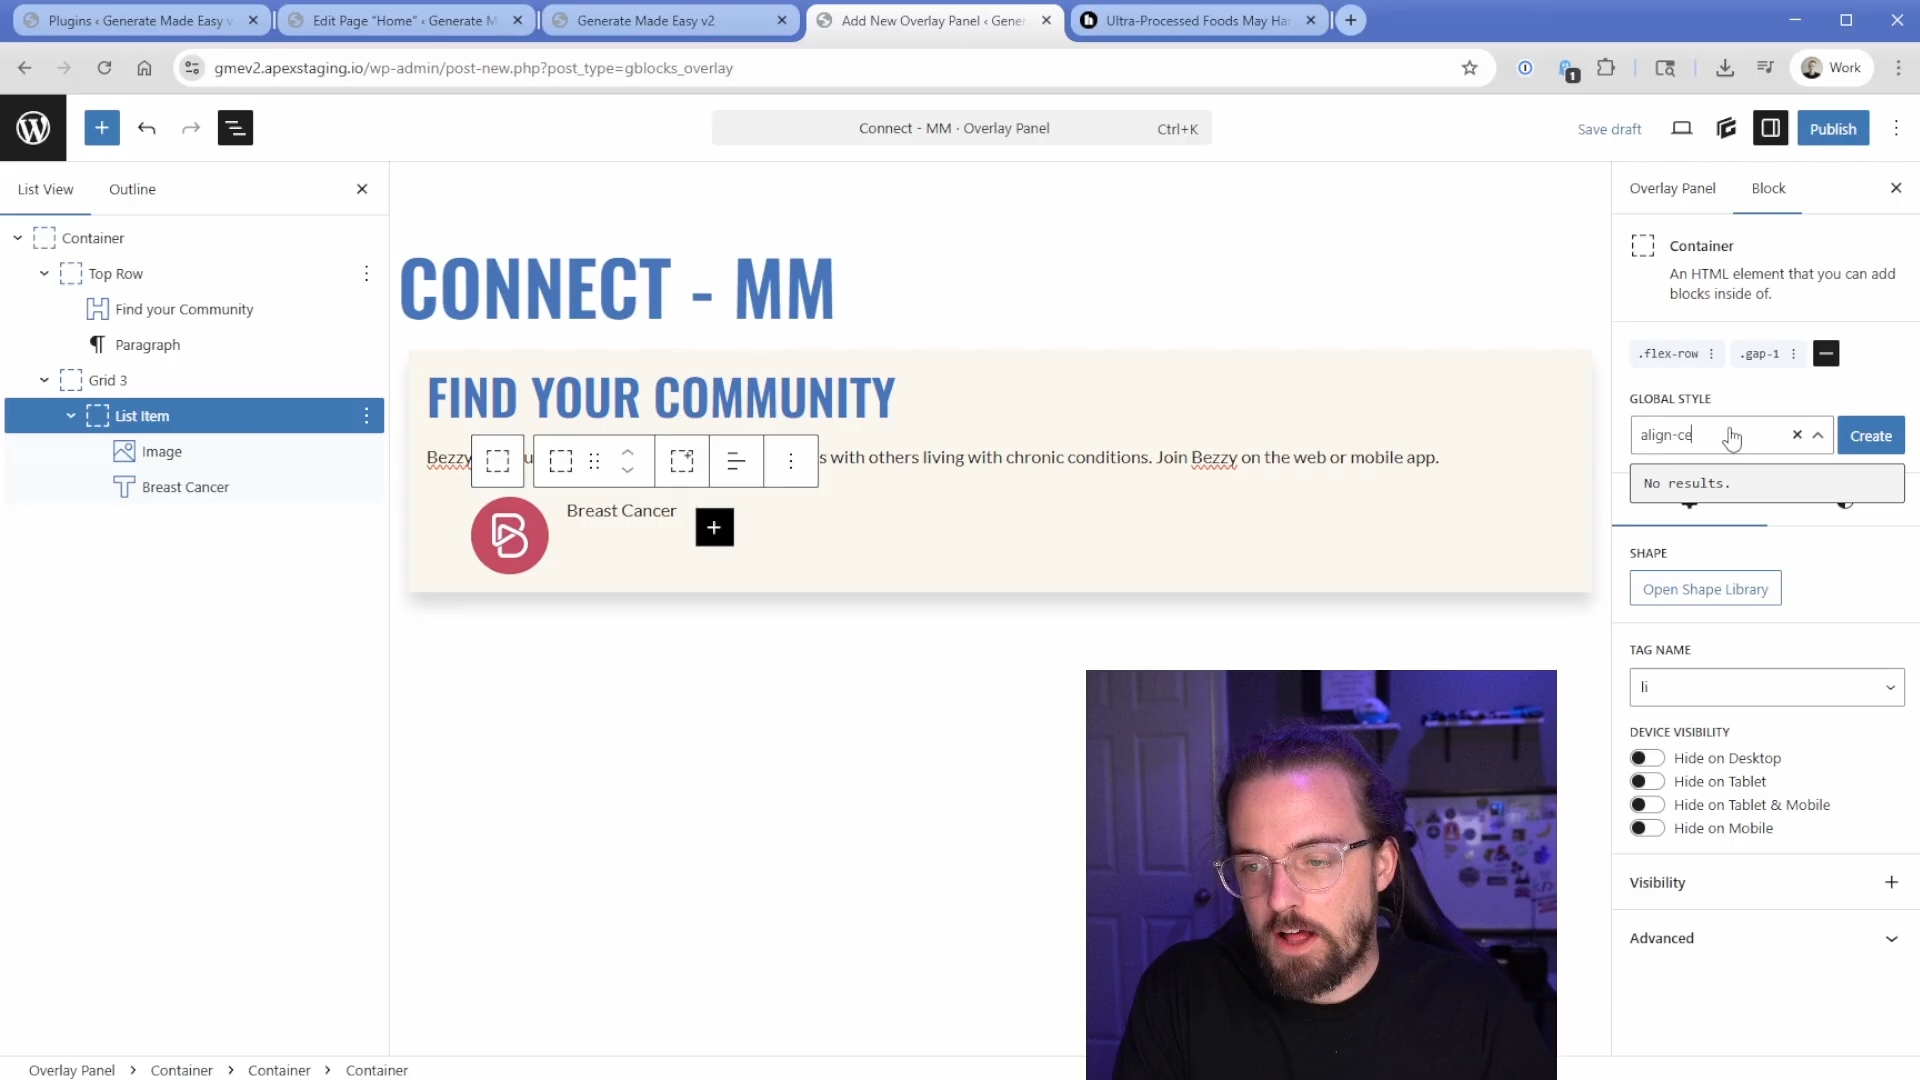 Plugins ‹ Generate Made Easy v
Edit Page "Home" ‹ Generate M
Generate Made Easy v2
Add New Overlay Panel ‹ Gener
Ultra-Processed Foods May Har
gmev2.apexstaging.io/wp-admin/post-new.php?post_type=gblocks_overlay
1
Work
Connect - MM · Overlay Panel
Ctrl+K
Save draft
Publish
List View
Outline
Container
Top Row
Find your Community
Paragraph
Grid 3
List Item
Image
Breast Cancer
CONNECT - MM
FIND YOUR COMMUNITY
Bezzy
s with others living with chronic conditions. Join Bezzy on the web or mobile app.
Breast Cancer
Overlay Panel
Block
Container
An HTML element that you can add
blocks inside of.
.flex-row
.gap-1
GLOBAL STYLE
align-ce
Create
No results.
SHAPE
Open Shape Library
TAG NAME
li
DEVICE VISIBILITY
Hide on Desktop
Hide on Tablet
Hide on Tablet & Mobile
Hide on Mobile
Visibility
Advanced
Overlay Panel
Container
Container
Container